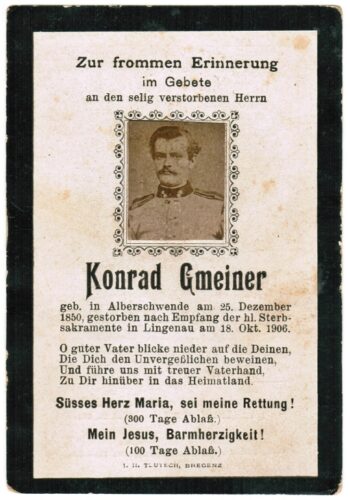 Zur frommen Erinnerung
im Gebete
an den selig verstorbenen Herrn
Konrad Gmeiner
geb. in Alberschwende am 25. Dezember
1850, gestorben nach Empfang der hl. Sterb-
sakramente in Lingenau am 18. Okt. 1906.
O guter Vater blicke nieder auf die Deinen,
Die Dich den Unvergeßlichen beweinen,
Und führe uns mit treuer Vaterhand,
Zu Dir hinüber in das Heimatland.
Süsses Herz Maria, sei meine Rettung!
(300 Tage Ablaß.)
Mein Jesus, Barmherzigkeit!
(100 Tage Ablaß.)
TEUTSCH, BREGENZ